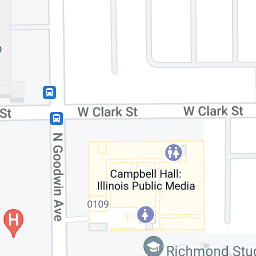 W Clark St
W Clark St
St
N Goodwin Ave
Campbell Hall:
Illinois Public Media
0109
H
Richmond Stu